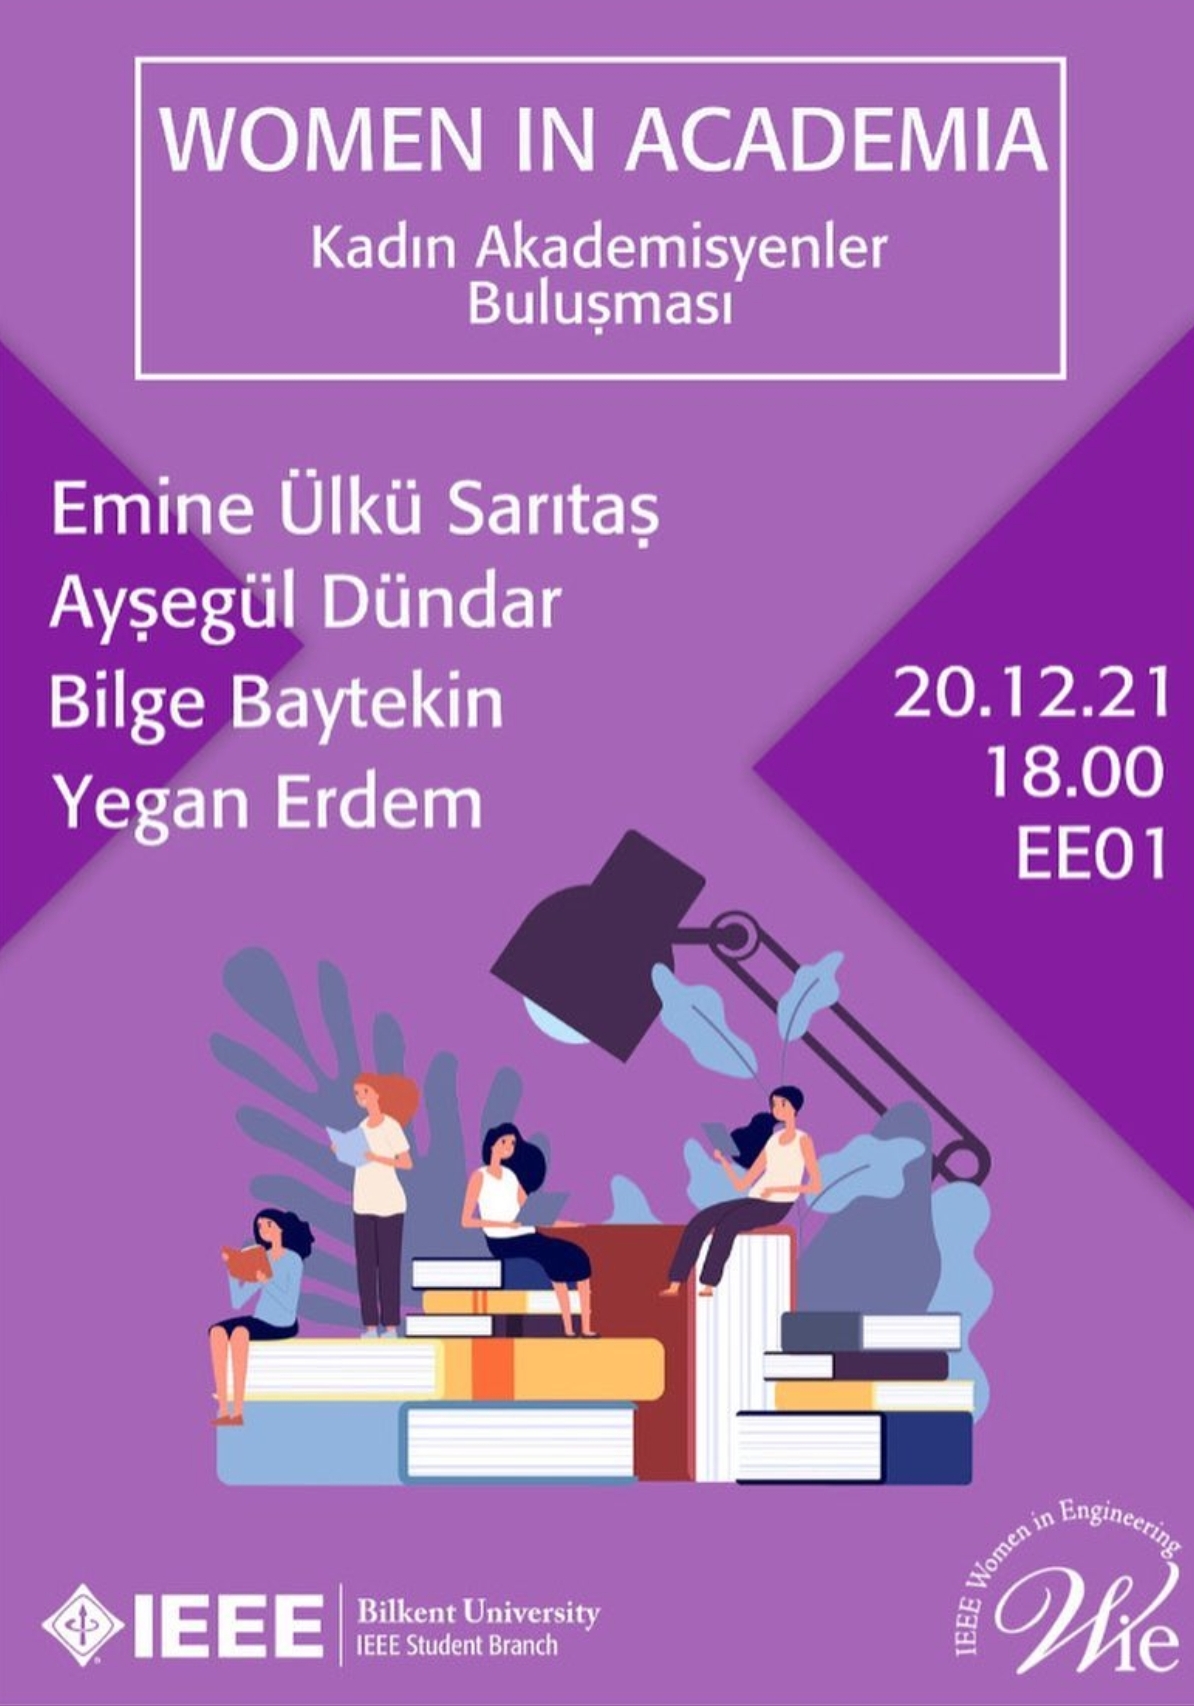 WOMEN IN ACADEMIA
Kadın Akademisyenler
Buluşması
Emine Ülkü Sarıtaş
Ayşegül Dündar
Bilge Baytekin
Yegan Erdem
20.12.21
18.00
EE01
IEEE
Bilkent University
IEEE Student Branch
IEEE Women in Engineering
Wie